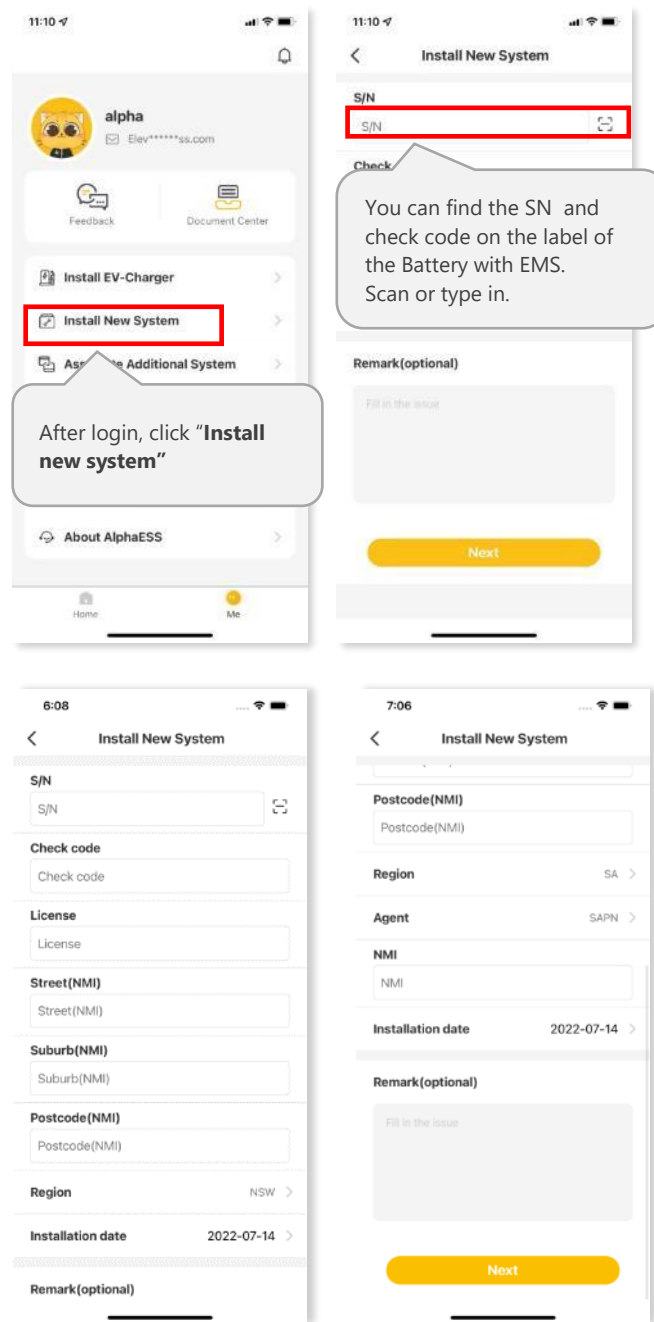 11:10
alpha
Elev******ss.com
Feedback
Document Center
Install EV-Charger
Install New System
Additional System
After login, click “Install
new system”
About AlphaESS
Home
Me
11:10
Install New System
S/N
S/N
Check
You can find the SN and
check code on the label of
the Battery with EMS.
Scan or type in.
Remark(optional)
Fill in the issue
Next
6:08
Install New System
S/N
S/N
Check code
Check code
License
License
Street(NMI)
Street(NMI)
Suburb(NMI)
Suburb(NMI)
Postcode(NMI)
Postcode(NMI)
Region NSW
Installation date 2022-07-14
Remark(optional)
7:06
Install New System
Postcode(NMI)
Postcode(NMI)
Region SA
Agent SAPN
NMI
NMI
Installation date 2022-07-14
Remark(optional)
Fill in the issue
Next